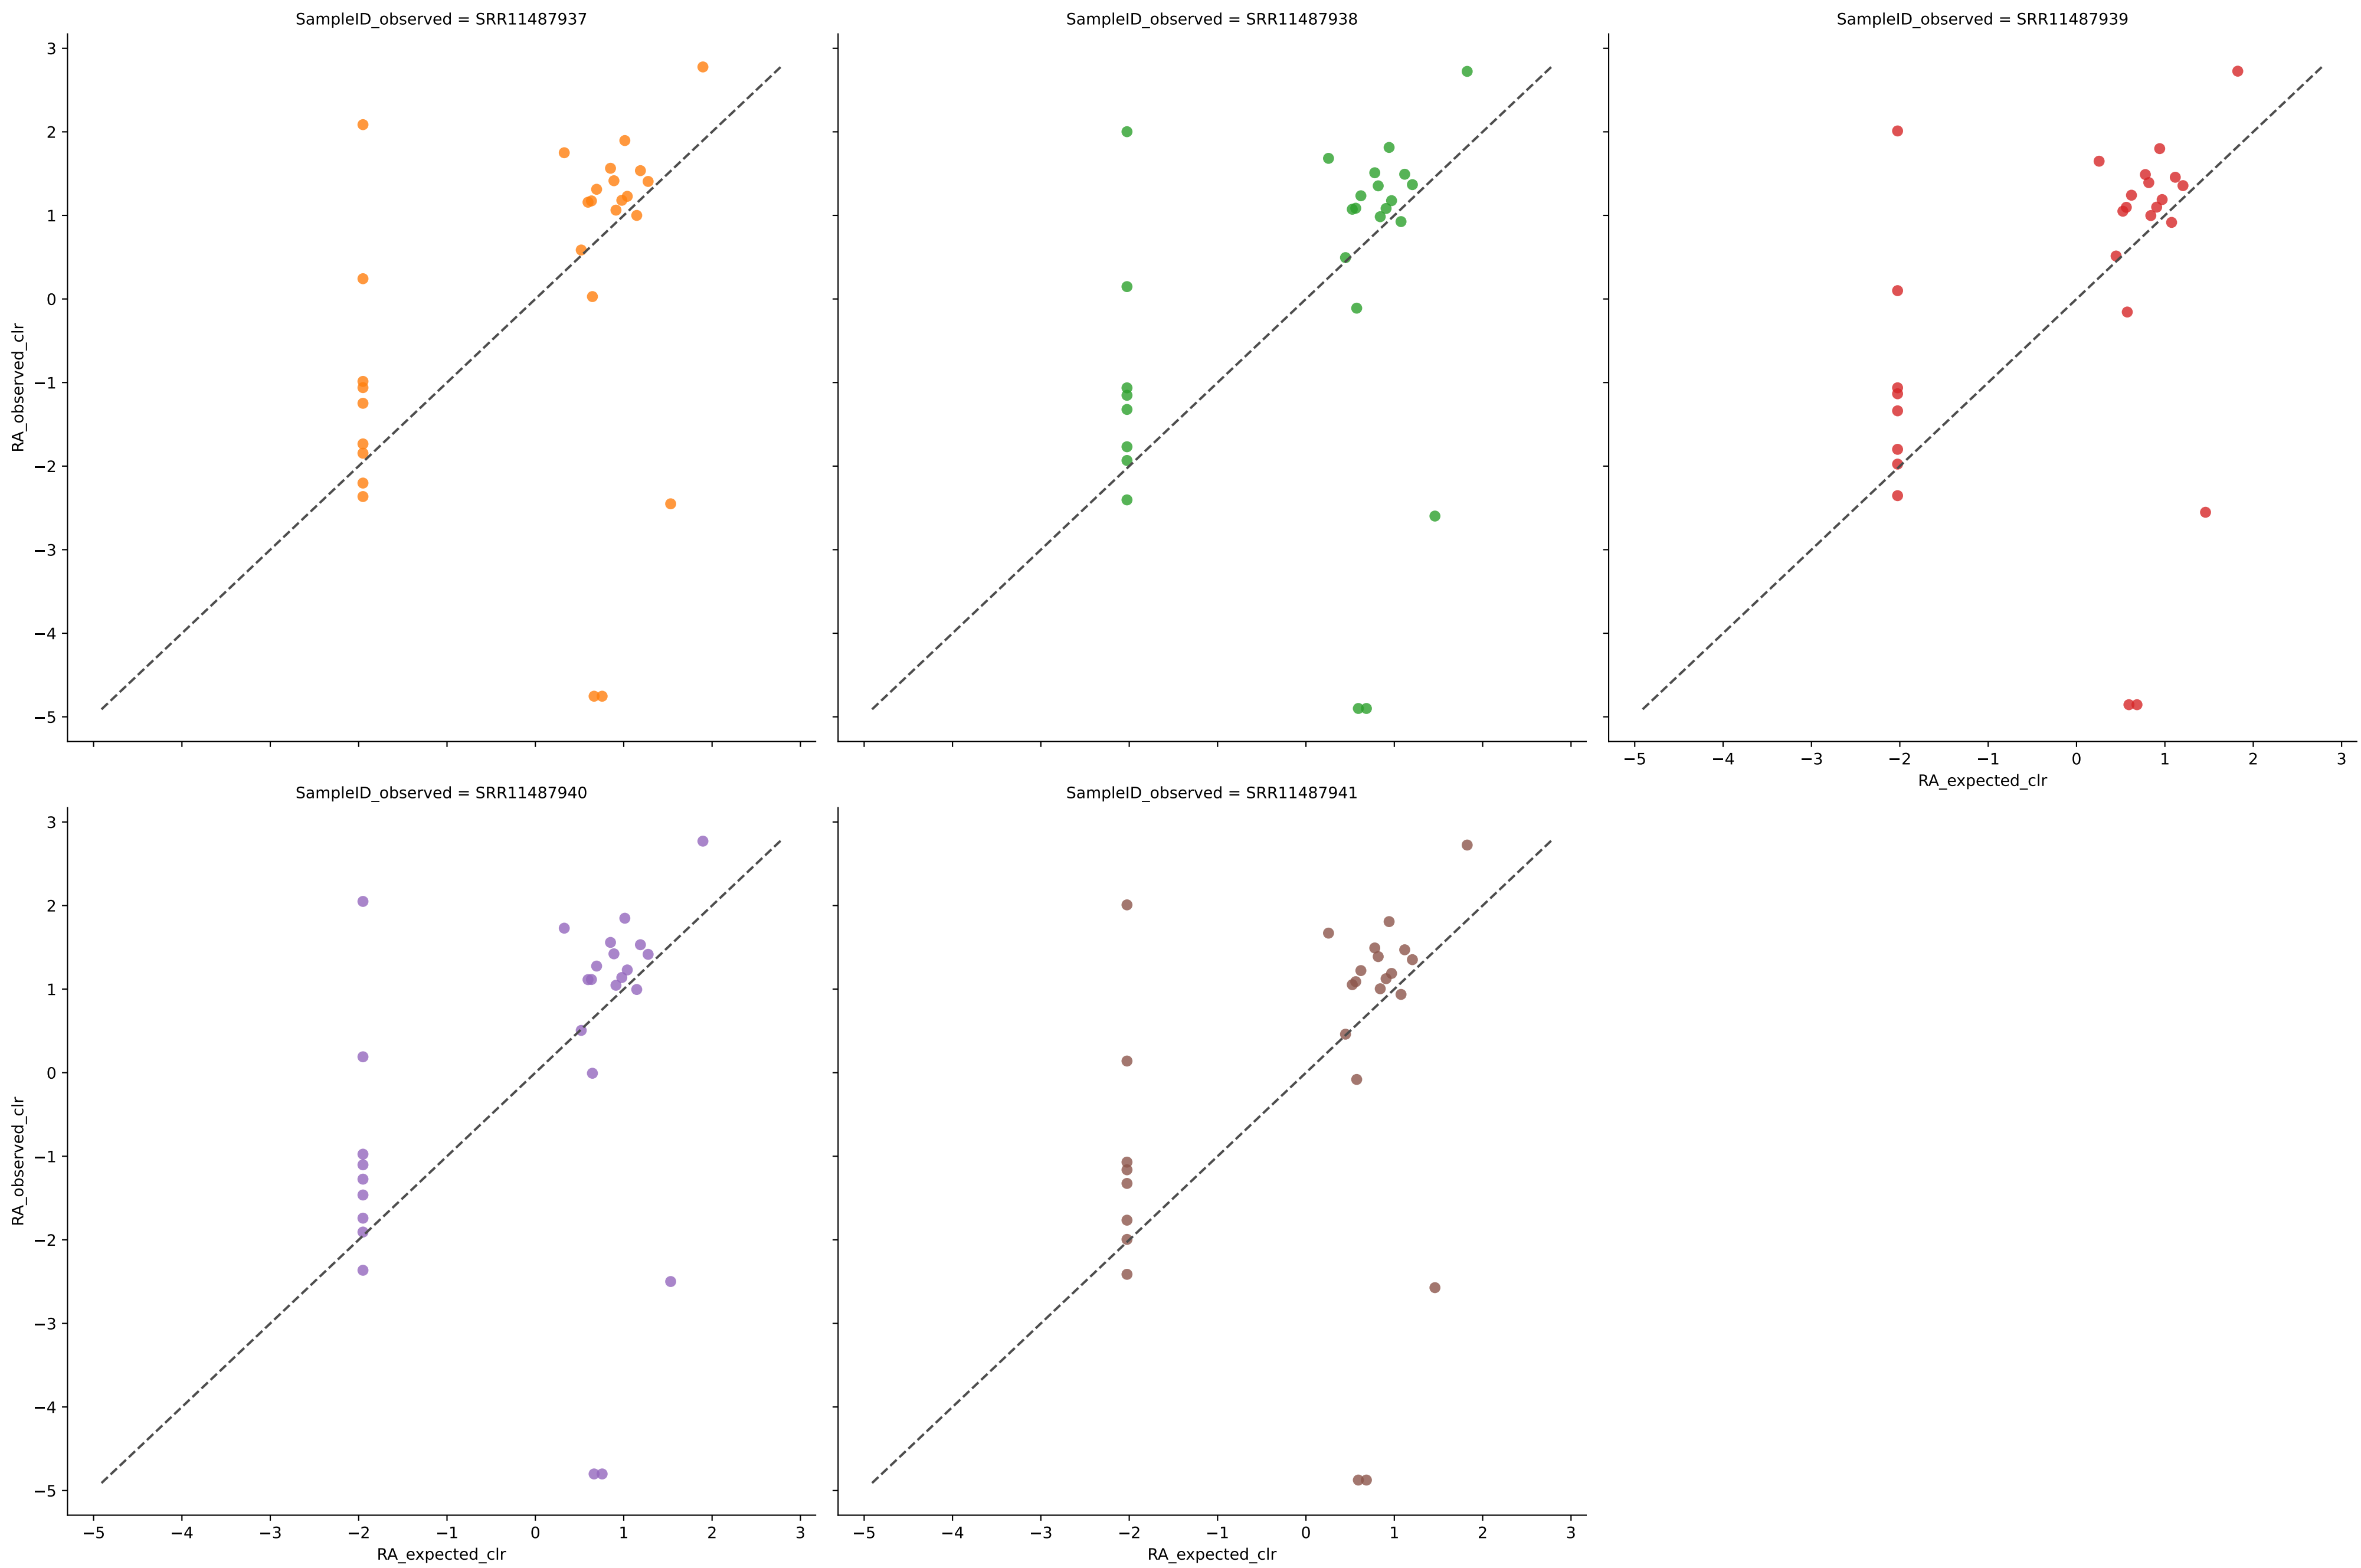 SampleID_observed = SRR11487937
SampleID_observed = SRR11487938
SampleID_observed = SRR11487939
3
2
1
0
−1
−2
−3
−4
−5
RA_observed_clr
−5 −4 −3 −2 −1 0 1 2 3
RA_expected_clr
SampleID_observed = SRR11487940
SampleID_observed = SRR11487941
3
2
1
0
−1
−2
−3
−4
−5
RA_observed_clr
−5 −4 −3 −2 −1 0 1 2 3
−5 −4 −3 −2 −1 0 1 2 3
RA_expected_clr
RA_expected_clr